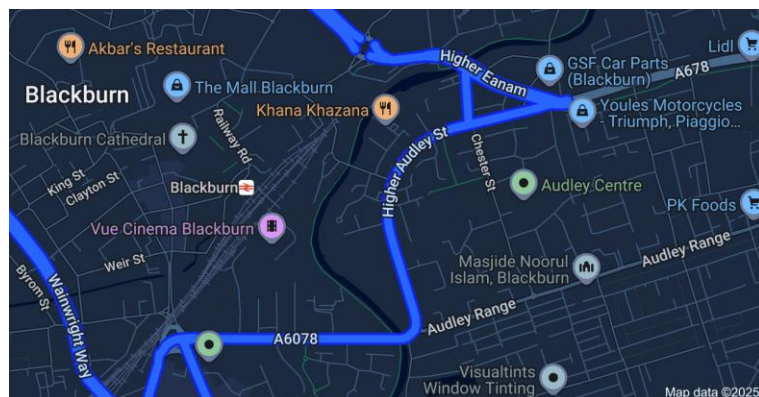 Akbar's Restaurant
Higher Eanam
GSF Car Parts
(Blackburn)
Lidl
A678
The Mall Blackburn
Blackburn
Khana Khazana
Youles Motorcycles
- Triumph, Piaggio...
Blackburn Cathedral
Railway Rd
Higher Audley St
Chester St
King St
Clayton St
Blackburn
Audley Centre
PK Foods
Vue Cinema Blackburn
Weir St
Byrom St
Wainwright Way
Masjide Noorul
Islam, Blackburn
Audley Range
Audley Range
A6078
Visualtints
Window Tinting
Map data ©2025